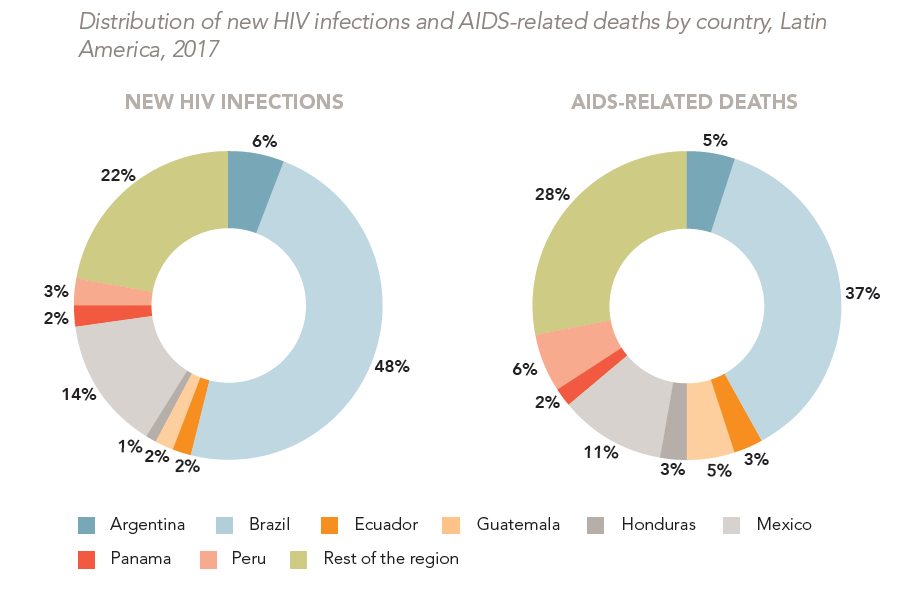 Distribution of new HIV infections and AIDS-related deaths by country, Latin
America, 2017
NEW HIV INFECTIONS
6%
22%
3%
2%
48%
14%
1%
2%
2%
AIDS-RELATED DEATHS
5%
28%
37%
6%
2%
11%
3%
5%
3%
Argentina
Brazil
Ecuador
Guatemala
Honduras
Mexico
Panama
Peru
Rest of the region